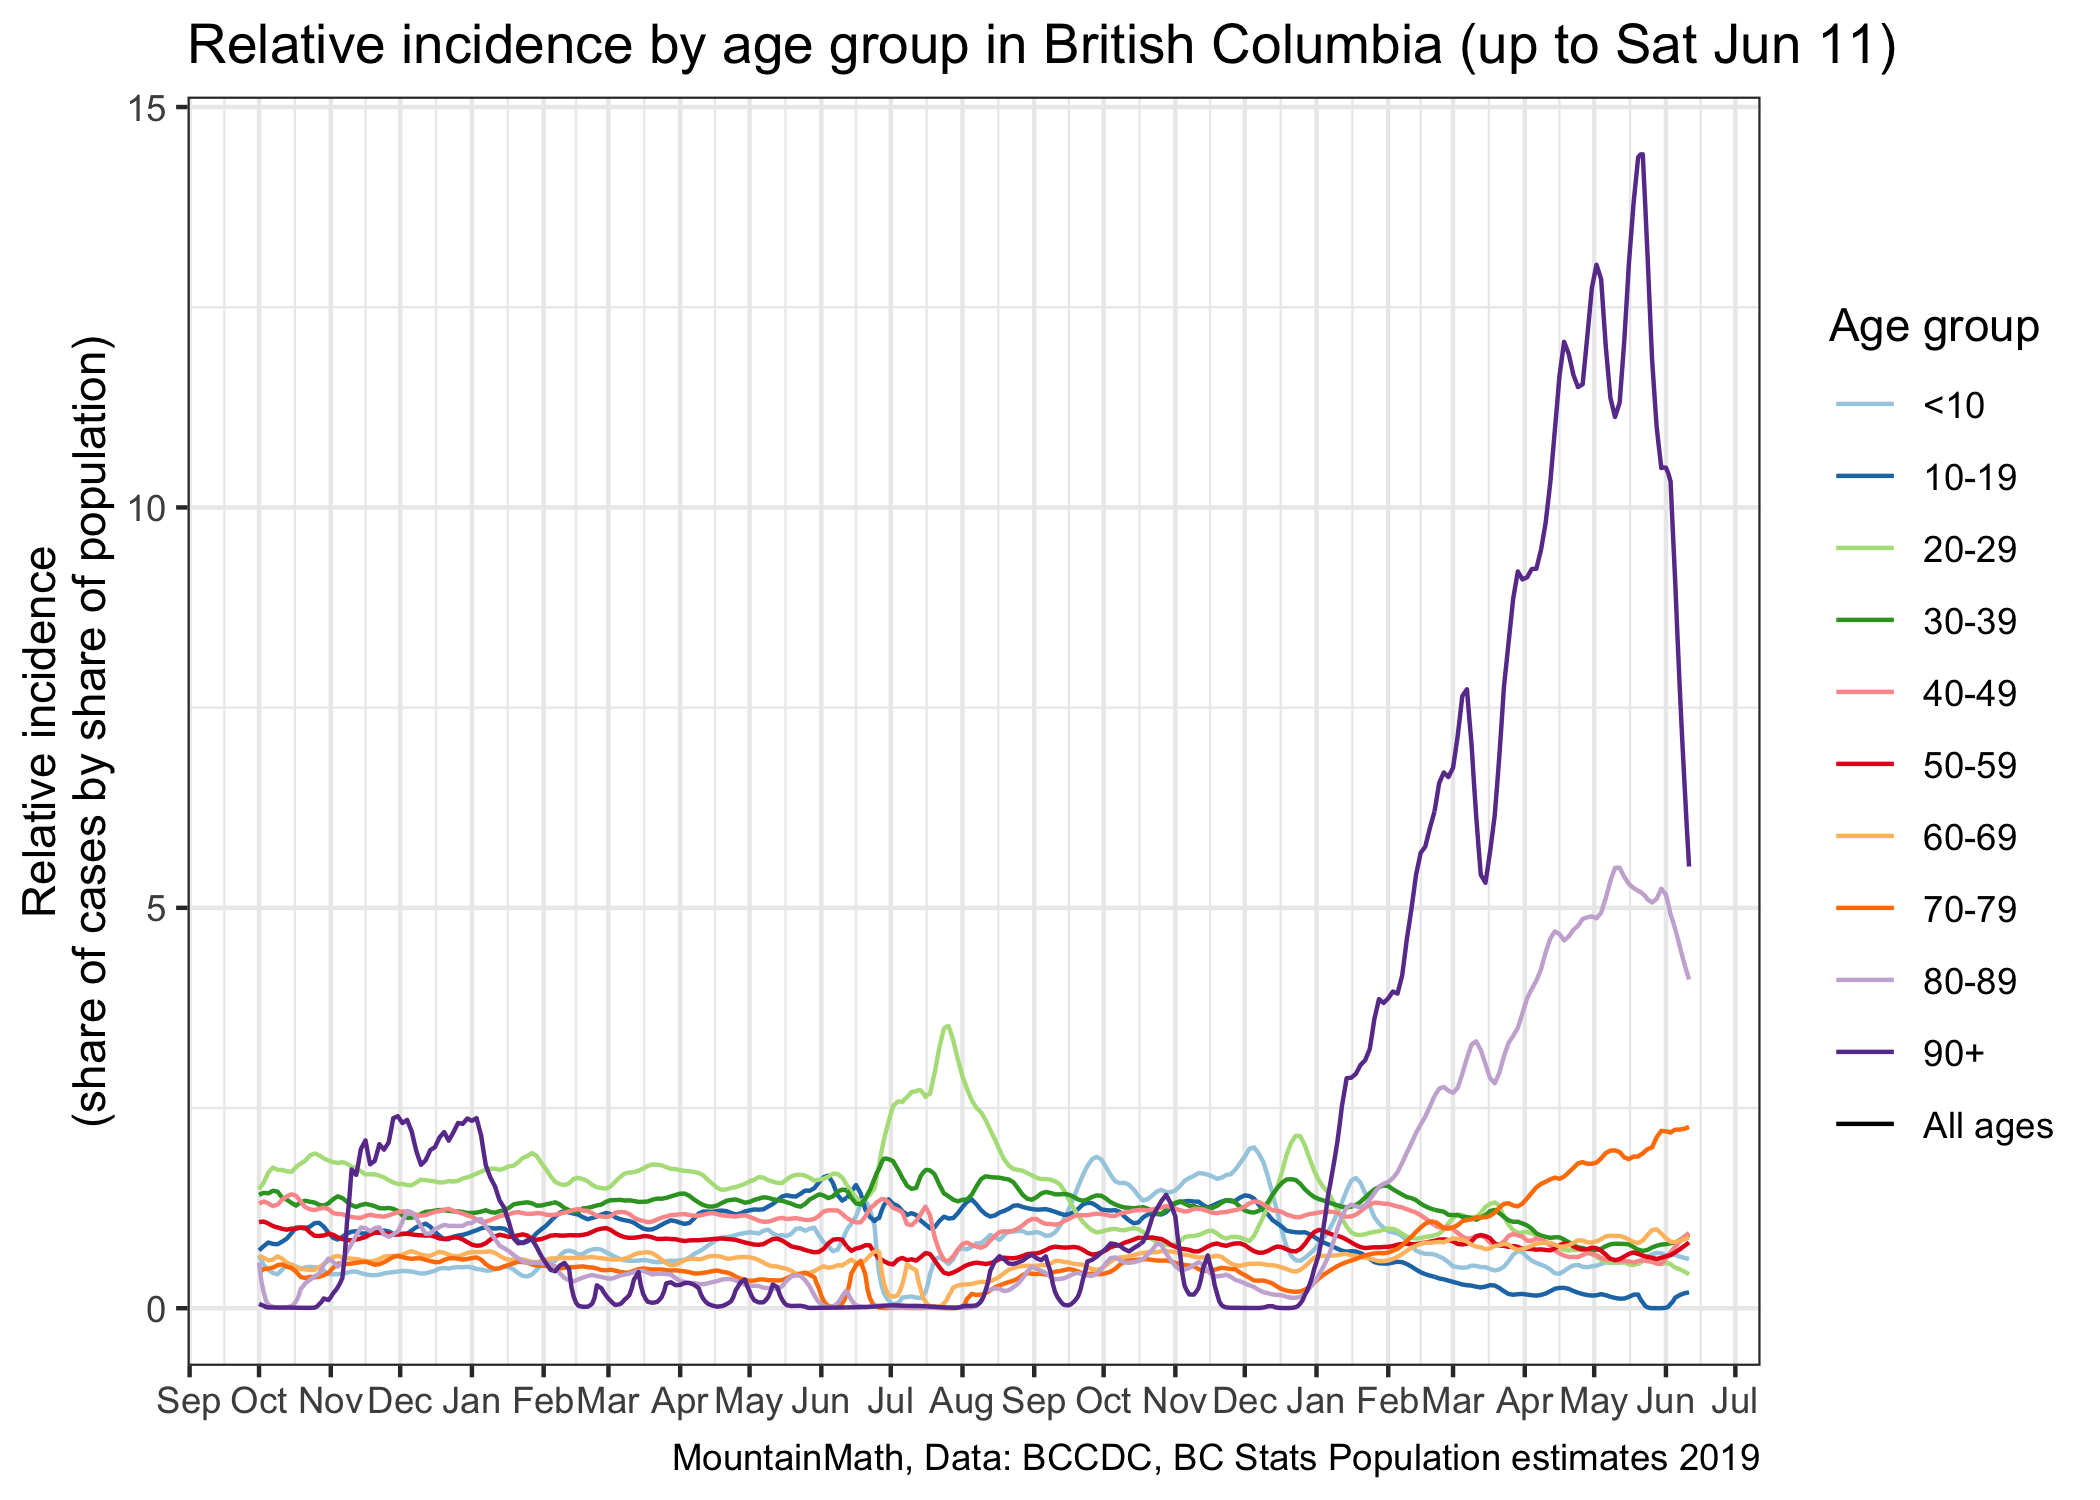 Relative incidence by age group in British Columbia (up to Sat Jun 11)
Relative incidence
(share of cases by share of population)
15
10
5
0
Sep Oct Nov Dec Jan Feb Mar Apr May Jun Jul Aug Sep Oct Nov Dec Jan Feb Mar Apr May Jun Jul
Age group
<10
10-19
20-29
30-39
40-49
50-59
60-69
70-79
80-89
90+
All ages
MountainMath, Data: BCCDC, BC Stats Population estimates 2019